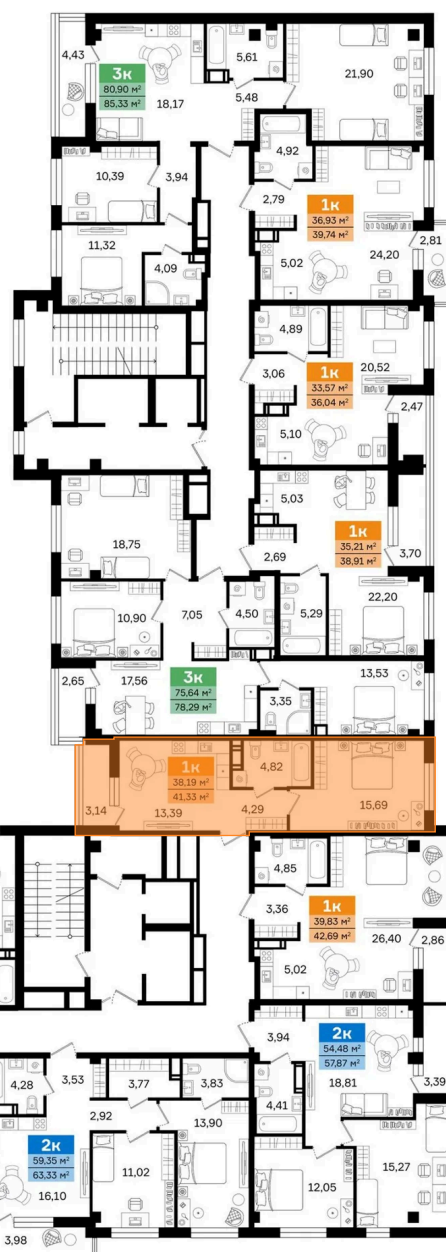 4,43
3к
80,90 м²
85,33 м²
18,17
5,61
5,48
21,90
10,39
3,94
4,92
2,79
1к
36,93 м²
39,74 м²
2,81
11,32
4,09
5,02
24,20
4,89
3,06
1к
33,57 м²
36,04 м²
20,52
2,47
5,10
5,03
18,75
1к
35,21 м²
38,91 м²
3,70
2,69
22,20
10,90
7,05
4,50
5,29
2,65
17,56
3к
75,64 м²
78,29 м²
3,35
13,53
1к
38,19 м²
41,33 м²
4,82
3,14
13,39
4,29
15,69
4,85
3,36
1к
39,83 м²
42,69 м²
26,40
2,86
5,02
3,94
2к
54,48 м²
57,87 м²
18,81
3,39
4,28
3,53
3,77
3,83
4,41
2,92
13,90
2к
59,35 м²
63,33 м²
16,10
11,02
12,05
15,27
3,98